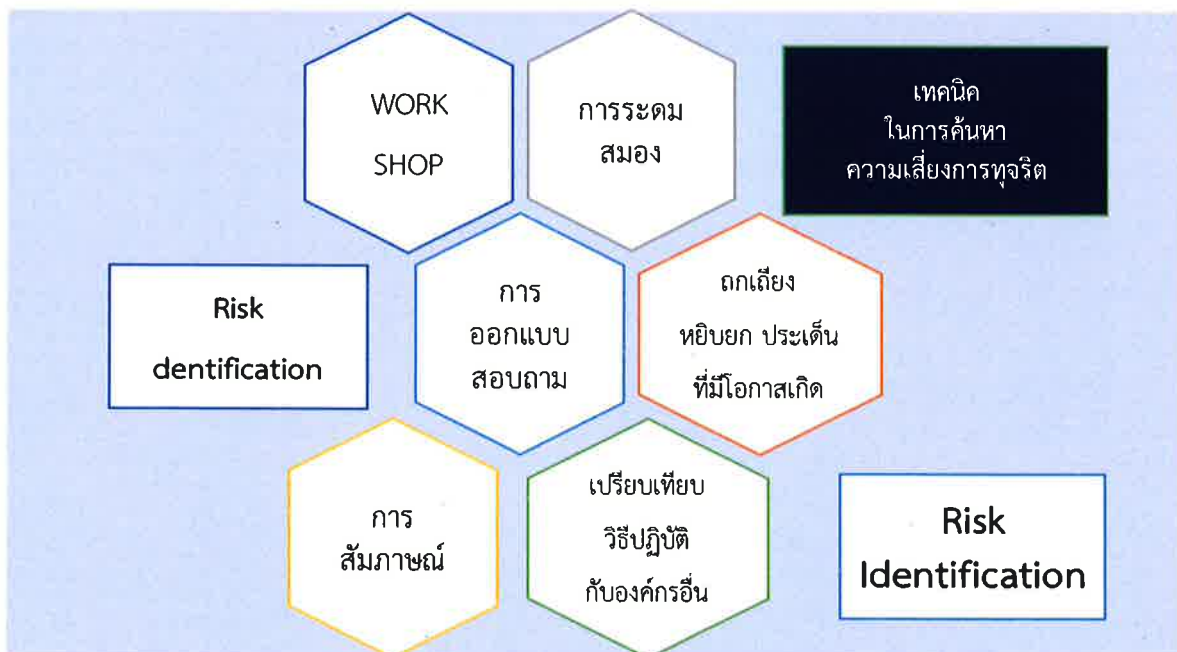 WORK
SHOP
การระดม
สมอง
เทคนิค
ในการค้นหา
ความเสี่ยงการทุจริต
Risk
dentification
การ
ออกแบบ
สอบถาม
ถกเถียง
หยิบยก ประเด็น
ที่มีโอกาสเกิด
การ
สัมภาษณ์
เปรียบเทียบ
วิธีปฏิบัติ
กับองค์กรอื่น
Risk
Identification